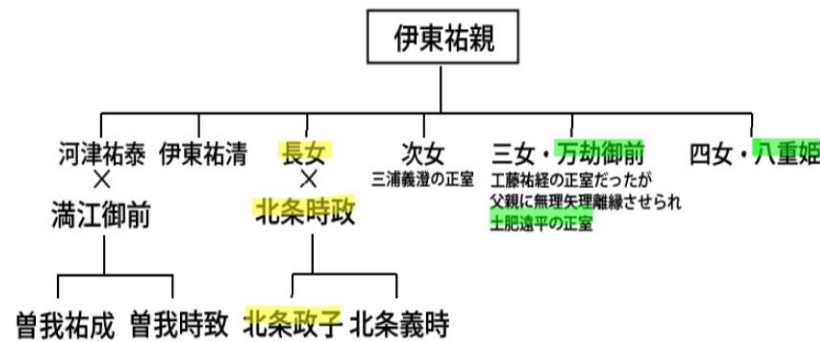 伊東祐親
河津祐泰 伊東祐清 長女 次女 三女・万劫御前 四女・八重姫
× × 三浦義澄の正室 工藤祐経の正室だったが
満江御前 北条時政 父親に無理矢理離縁させられ
土肥遠平の正室
曽我祐成 曽我時致 北条政子 北条義時